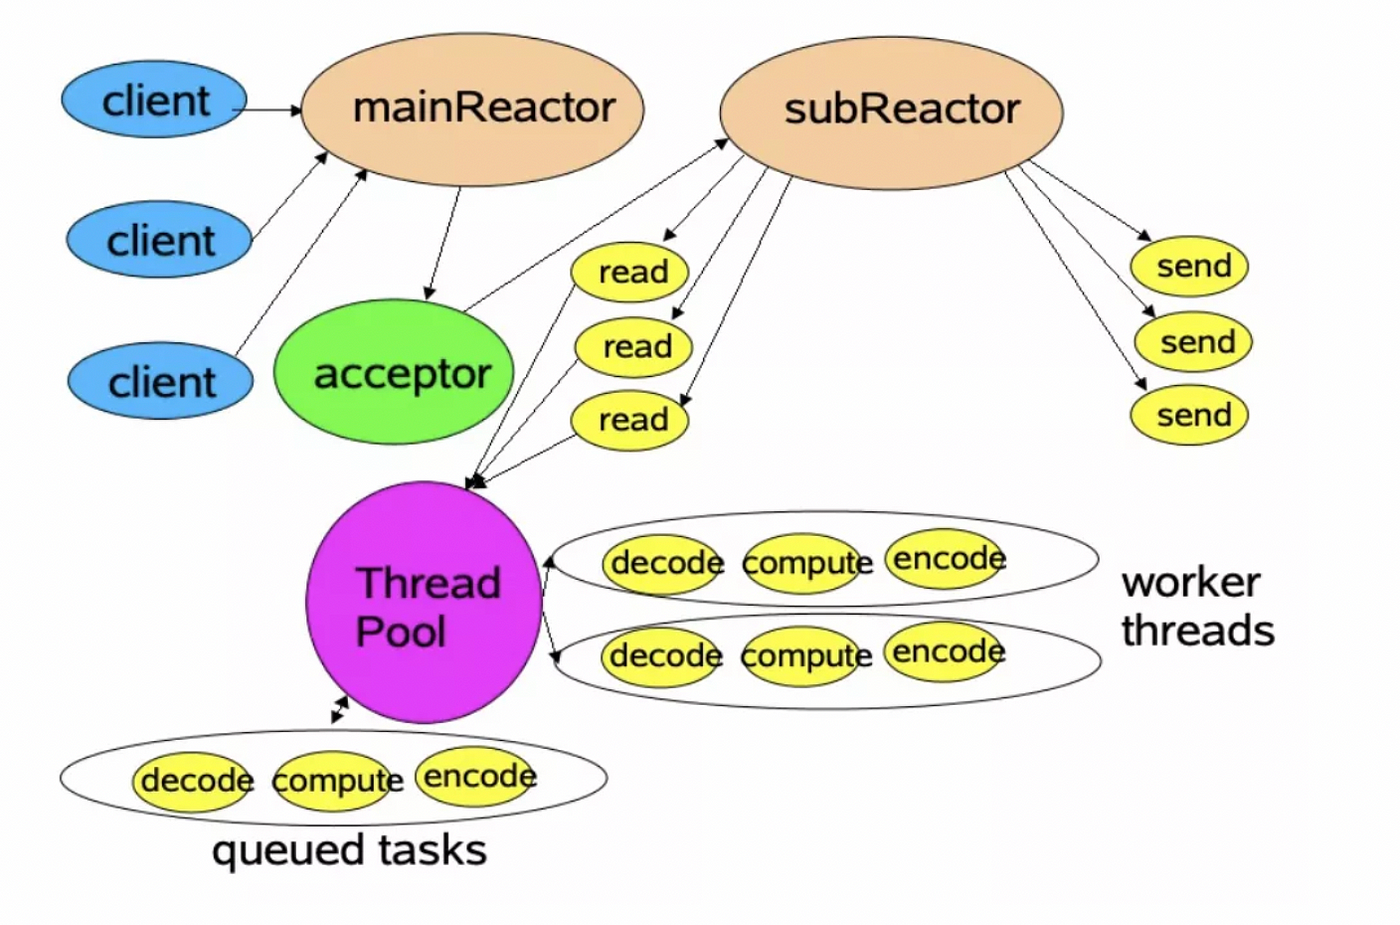 client
mainReactor
subReactor
client
client
acceptor
read
read
read
send
send
send
Thread
Pool
decode compute encode
decode compute encode
worker
threads
decode compute encode
queued tasks